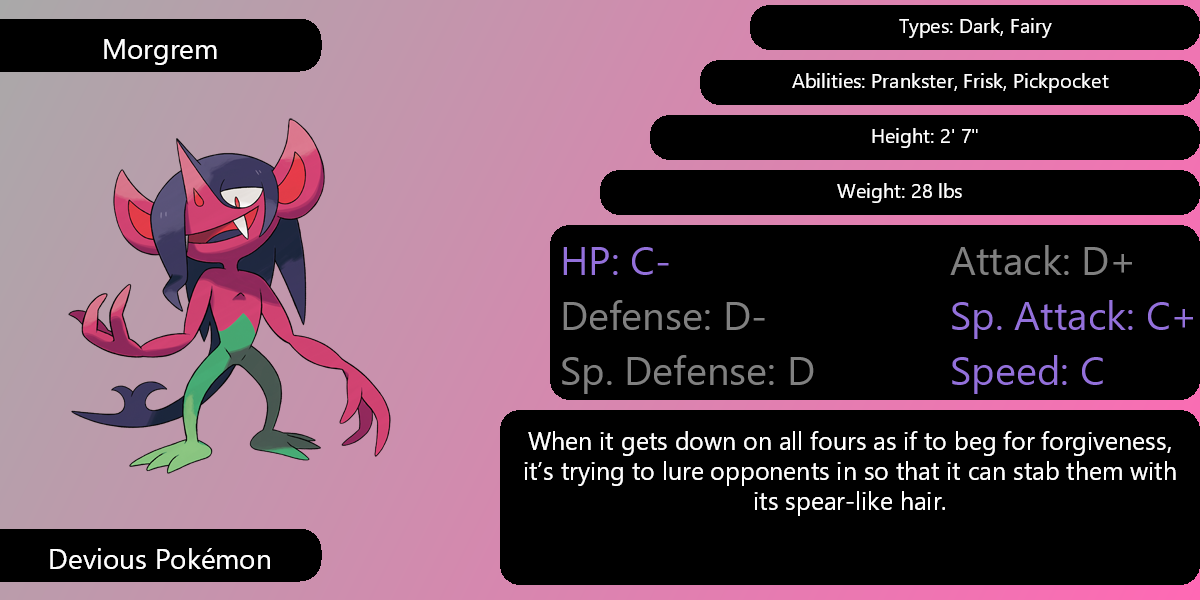 Morgrem
Types: Dark, Fairy
Abilities: Prankster, Frisk, Pickpocket
Height: 2' 7"
Weight: 28 lbs
HP: C-
Attack: D+
Defense: D-
Sp. Attack: C+
Sp. Defense: D
Speed: C
When it gets down on all fours as if to beg for forgiveness,
it’s trying to lure opponents in so that it can stab them with
its spear-like hair.
Devious Pokémon